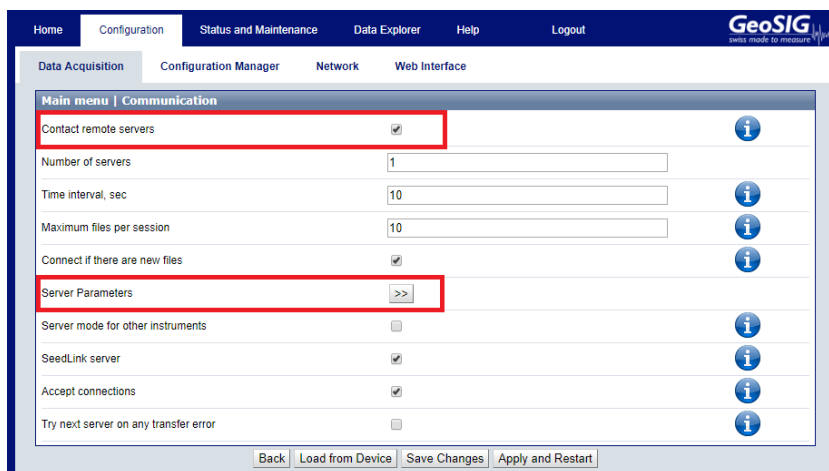 Home Configuration Status and Maintenance Data Explorer Help Logout
GeoSIG
swiss made to measure
Data Acquisition Configuration Manager Network Web Interface
Main menu | Communication
Contact remote servers
Number of servers 1
Time interval, sec 10
Maximum files per session 10
Connect if there are new files
Server Parameters >>
Server mode for other instruments
SeedLink server
Accept connections
Try next server on any transfer error
Back Load from Device Save Changes Apply and Restart